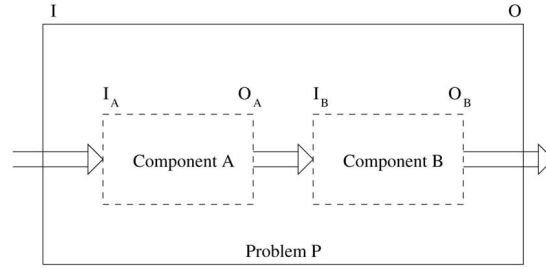 I O
I_A O_A I_B O_B
Component A Component B
Problem P